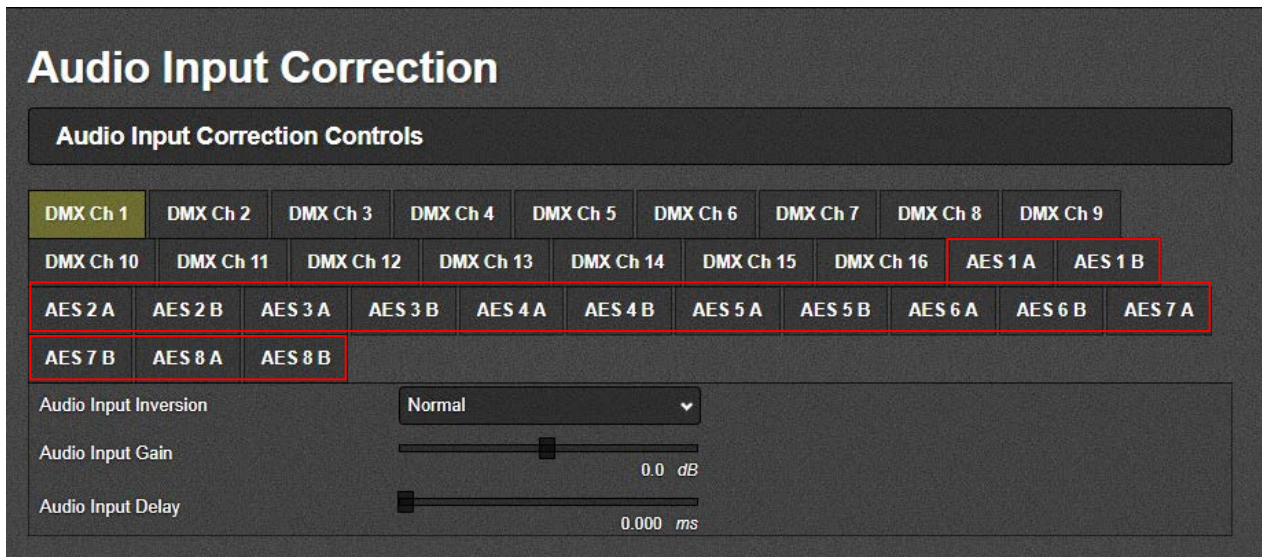 Audio Input Correction
Audio Input Correction Controls
DMX Ch 1 DMX Ch 2 DMX Ch 3 DMX Ch 4 DMX Ch 5 DMX Ch 6 DMX Ch 7 DMX Ch 8 DMX Ch 9
DMX Ch 10 DMX Ch 11 DMX Ch 12 DMX Ch 13 DMX Ch 14 DMX Ch 15 DMX Ch 16 AES 1 A AES 1 B
AES 2 A AES 2 B AES 3 A AES 3 B AES 4 A AES 4 B AES 5 A AES 5 B AES 6 A AES 6 B AES 7 A
AES 7 B AES 8 A AES 8 B
Audio Input Inversion Normal
Audio Input Gain
0.0 dB
Audio Input Delay
0.000 ms